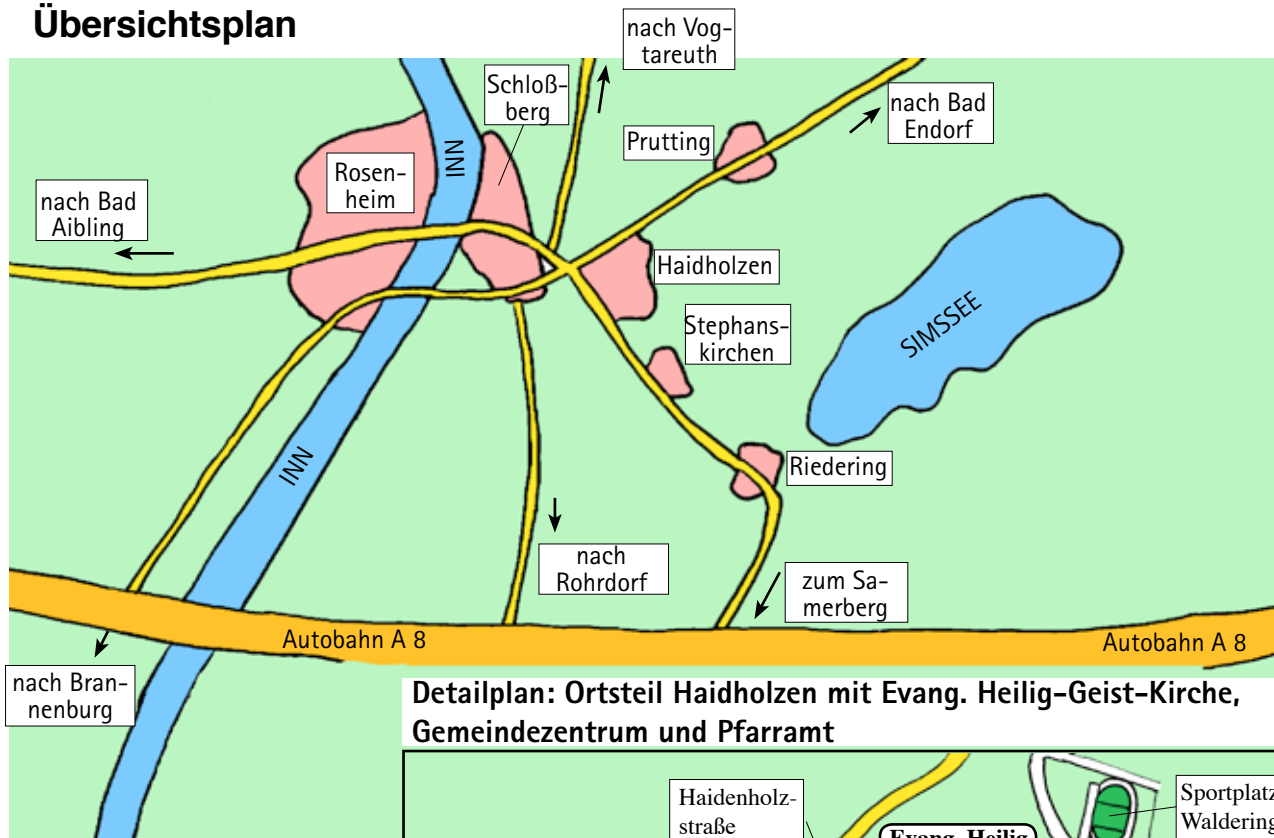 Übersichtsplan
nach Vog-
tareuth
Schloß-
berg
nach Bad
Endorf
Prutting
INN
Rosen-
heim
nach Bad
Aibling
Haidholzen
SIMSSEE
Stephans-
kirchen
Riedering
INN
nach
Rohrdorf
zum Sa-
merberg
Autobahn A 8
Autobahn A 8
nach Bran-
nenburg
Detailplan: Ortsteil Haidholzen mit Evang. Heilig-Geist-Kirche,
Gemeindezentrum und Pfarramt
Haidenholz-
straße
Sportplatz
Waldering
Evang. Heilig